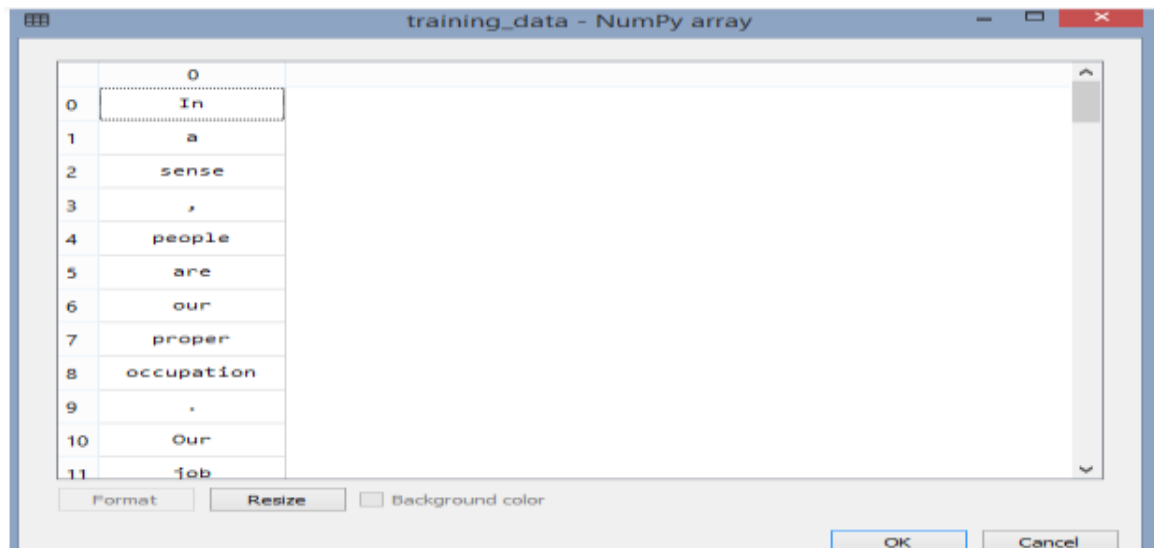 training_data - NumPy array
0
0 In
1 a
2 sense
3 ,
4 people
5 are
6 our
7 proper
8 occupation
9 .
10 Our
11 job
Format Resize Background color
OK Cancel